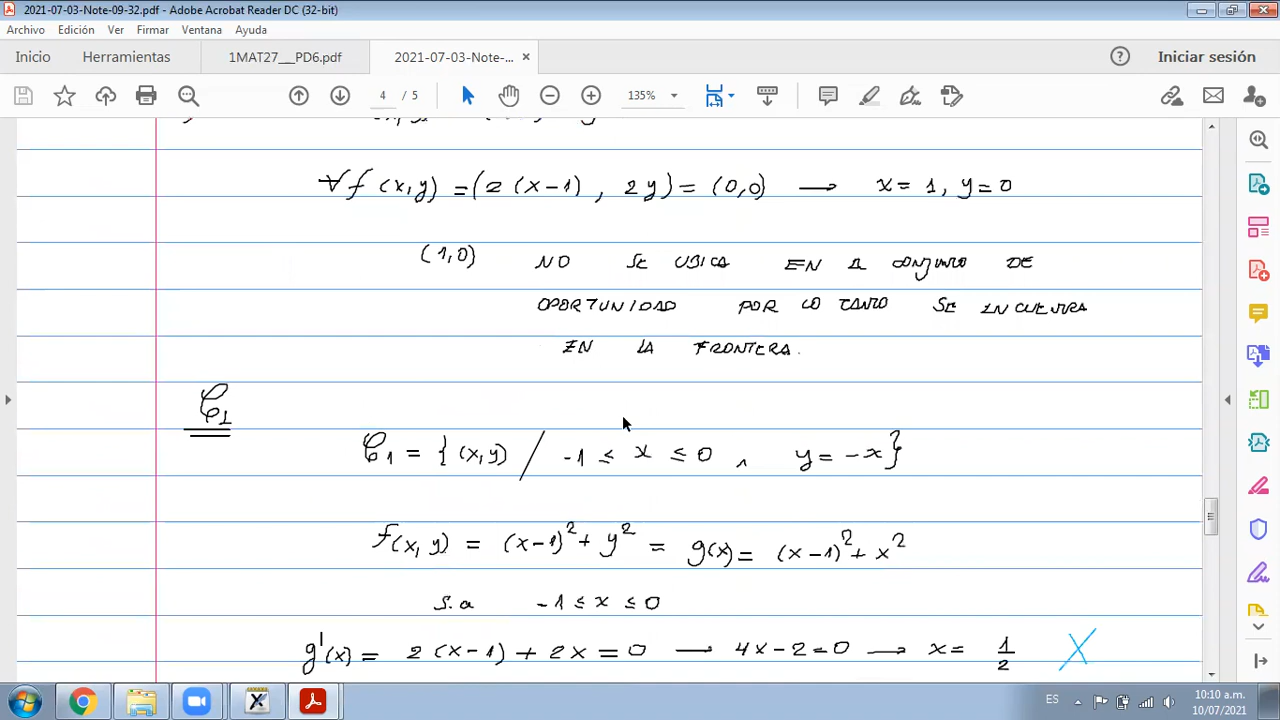 2021-07-03-Note-09-32.pdf - Adobe Acrobat Reader DC (32-bit)
Archivo Edición Ver Firmar Ventana Ayuda
Inicio Herramientas 1MAT27___PD6.pdf 2021-07-03-Note-... ×
Iniciar sesión
4 / 5 135%
∇f (x,y) = (2 (x-1) , 2y) = (0,0) → x = 1, y = 0
(1,0) NO SE UBICA EN EL CONJUNTO DE
OPORTUNIDAD POR LO TANTO SE ENCUENTRA
EN LA FRONTERA.
C1
C1 = {(x,y) / -1 ≤ x ≤ 0 ∧ y = -x}
f(x,y) = (x-1)² + y² = g(x) = (x-1)² + x²
s.a -1 ≤ x ≤ 0
g'(x) = 2 (x-1) + 2x = 0 → 4x-2=0 → x = 1/2 X
ES 10:10 a.m.
10/07/2021